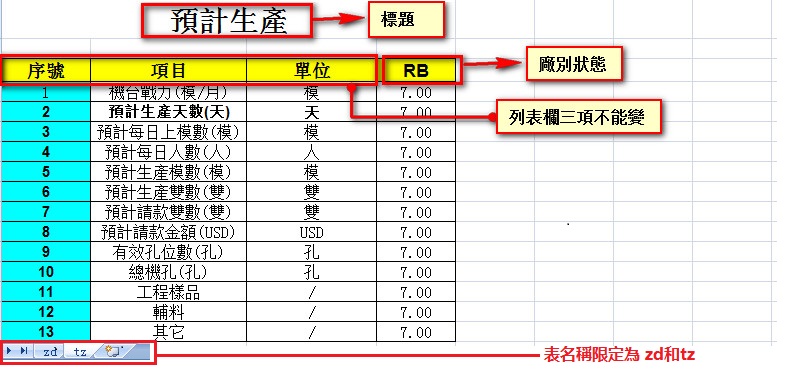 預計生產
標題
序號 項目 單位 RB
廠別狀態
1 機台戰力(模/月) 模 7.00
2 預計生產天數(天) 天 7.00
列表欄三項不能變
3 預計每日上模數(模) 模 7.00
4 預計每日人數(人) 人 7.00
5 預計生產模數(模) 模 7.00
6 預計生產雙數(雙) 雙 7.00
7 預計請款雙數(雙) 雙 7.00
8 預計請款金額(USD) USD 7.00
9 有效孔位數(孔) 孔 7.00
10 總機孔(孔) 孔 7.00
11 工程樣品 / 7.00
12 輔料 / 7.00
13 其它 / 7.00
zd tz
表名稱限定為 zd和tz